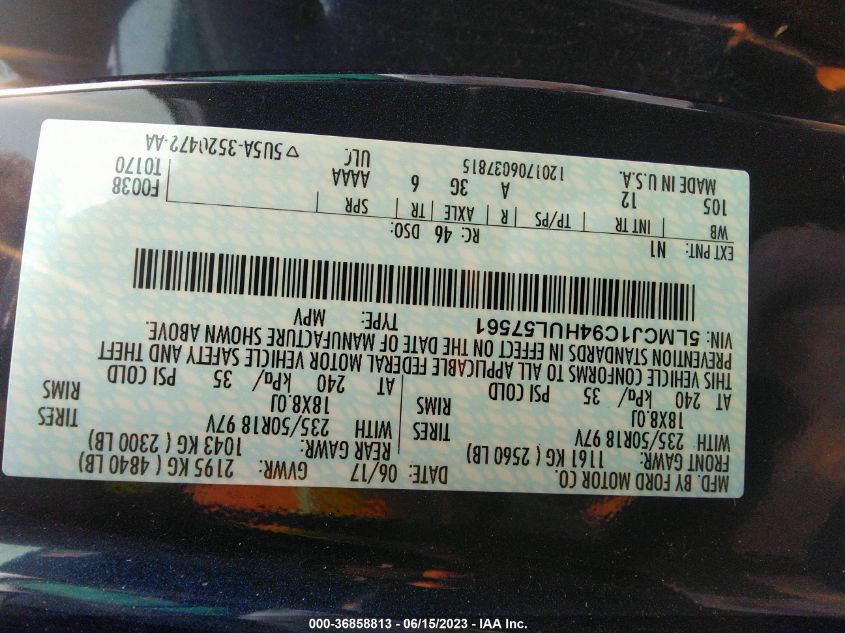 MFD. BY FORD MOTOR CO.
DATE: 06/17 GVWR: 2195 KG ( 4840 LB)
FRONT GAWR: 1161 KG ( 2560 LB) REAR GAWR: 1043 KG ( 2300 LB)
WITH 235/50R18 97V TIRES WITH 235/50R18 97V TIRES
18X8.0J RIMS 18X8.0J RIMS
AT 240 kPa/ 35 PSI COLD AT 240 kPa/ 35 PSI COLD
THIS VEHICLE CONFORMS TO ALL APPLICABLE FEDERAL MOTOR VEHICLE SAFETY AND THEFT
PREVENTION STANDARDS IN EFFECT ON THE DATE OF MANUFACTURE SHOWN ABOVE.
VIN: 5LMCJ1C94HUL57561 TYPE: MPV
EXT PNT: N1 RC: 46 DSO: F0038
T0170
WB INT TR TP/PS R AXLE TR SPR
105 12 A 3G 6 AAAA
MADE IN U.S.A. ULC
1201706037815 ▽ 5U5A-3520472-AA
000-36858813 - 06/15/2023 - IAA Inc.